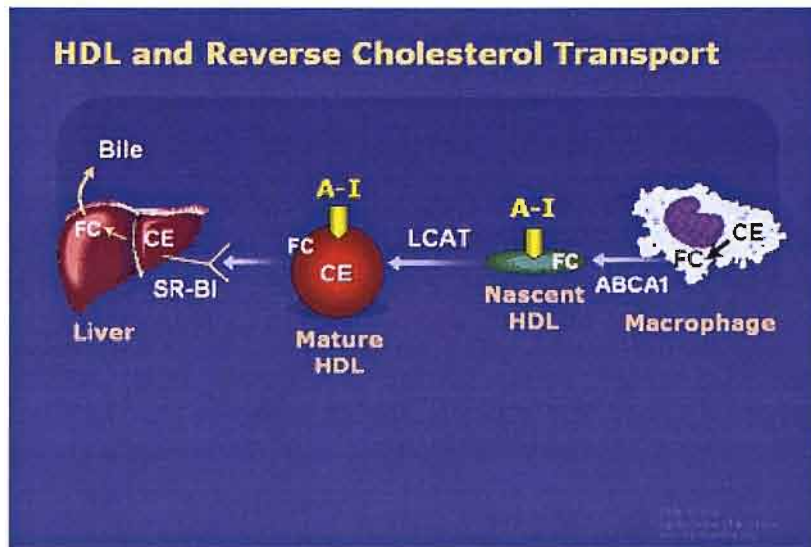 HDL and Reverse Cholesterol Transport
Bile
A-I
A-I
FC
CE
FC
CE
LCAT
FC
FC
CE
SR-BI
ABCA1
Liver
Mature
HDL
Nascent
HDL
Macrophage